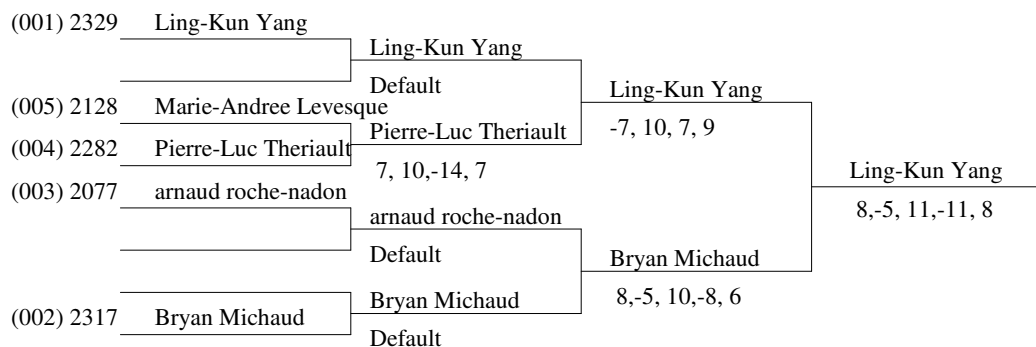 (001) 2329 Ling-Kun Yang
Ling-Kun Yang
Default
Ling-Kun Yang
(005) 2128 Marie-Andree Levesque
Pierre-Luc Theriault
-7, 10, 7, 9
(004) 2282 Pierre-Luc Theriault
7, 10,-14, 7
Ling-Kun Yang
(003) 2077 arnaud roche-nadon
8,-5, 11,-11, 8
arnaud roche-nadon
Default
Bryan Michaud
8,-5, 10,-8, 6
Bryan Michaud
(002) 2317 Bryan Michaud
Default